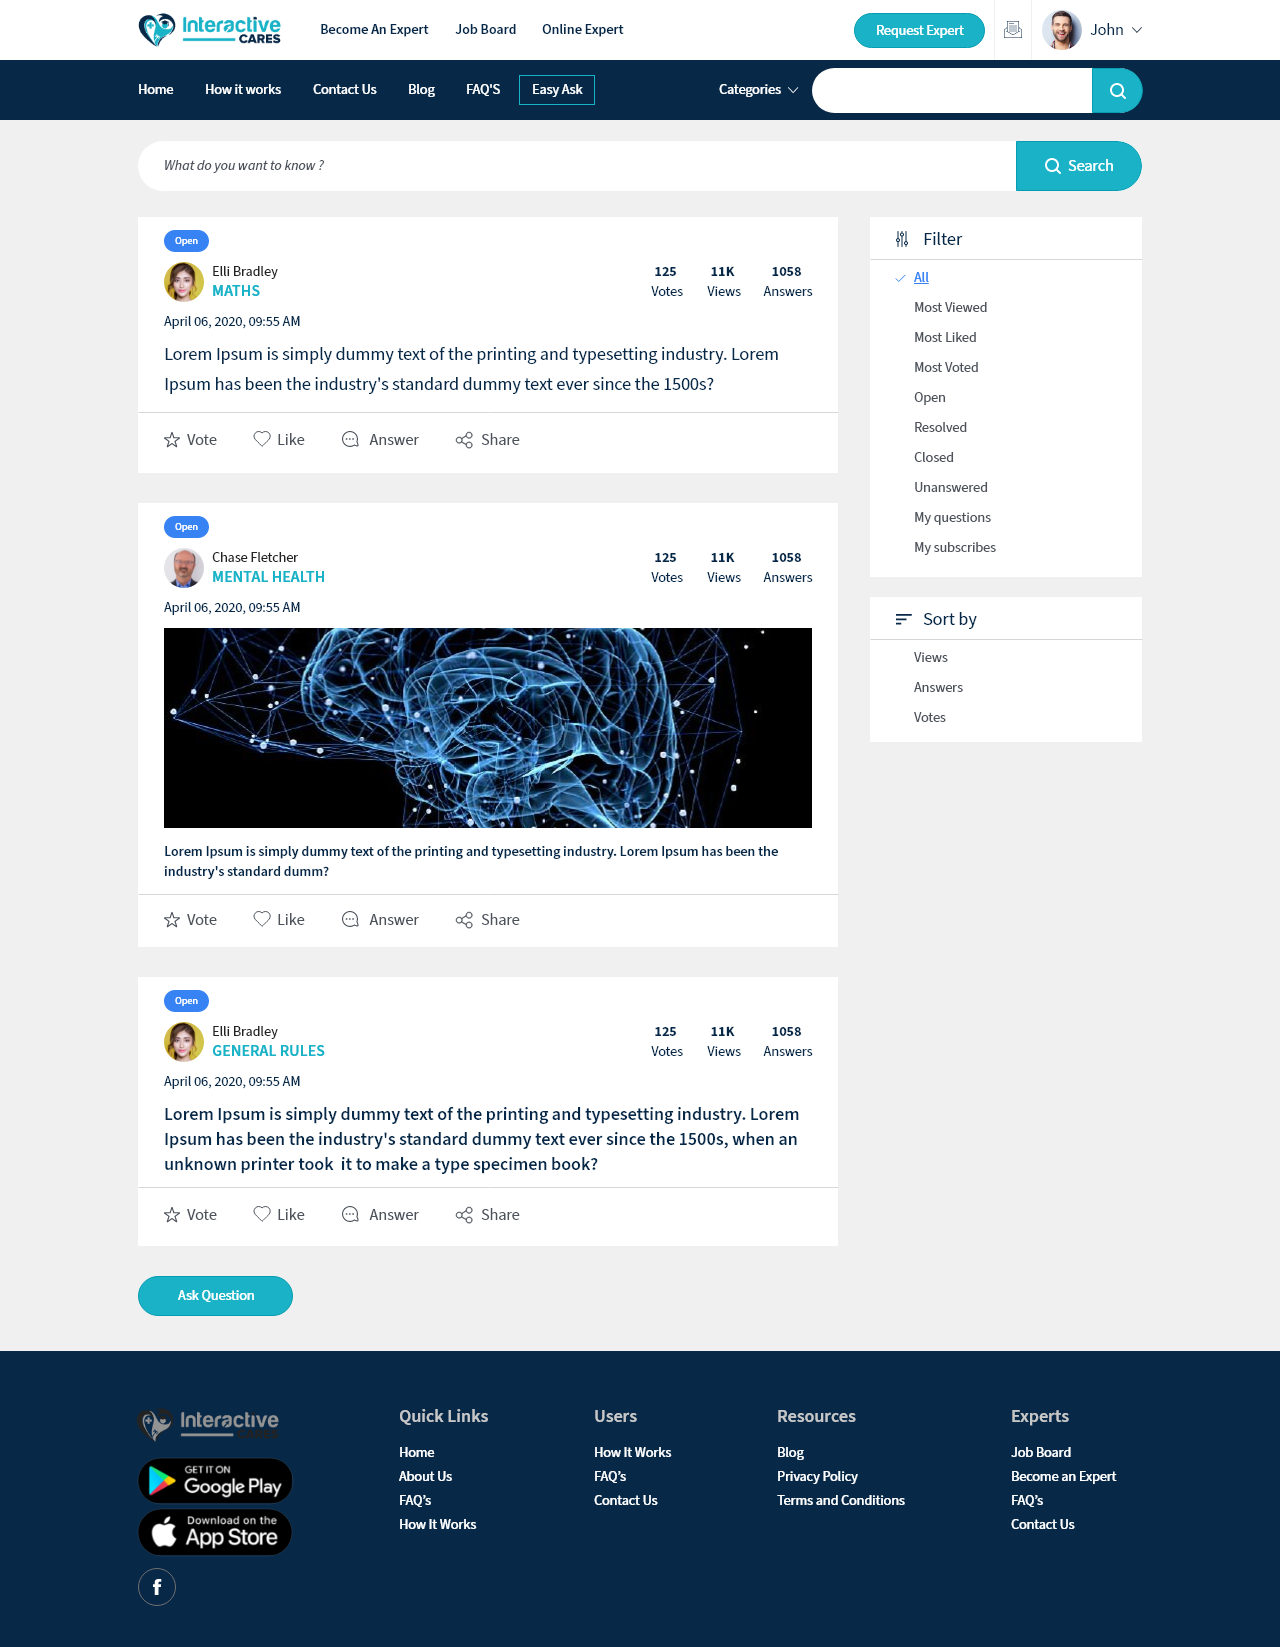 Interactive
CARES
Become An Expert
Job Board
Online Expert
Request Expert
John
Home
How it works
Contact Us
Blog
FAQ'S
Easy Ask
Categories
What do you want to know ?
Search
Open
Elli Bradley
MATHS
125
Votes
11K
Views
1058
Answers
April 06, 2020, 09:55 AM
Lorem Ipsum is simply dummy text of the printing and typesetting industry. Lorem
Ipsum has been the industry's standard dummy text ever since the 1500s?
Vote
Like
Answer
Share
Filter
All
Most Viewed
Most Liked
Most Voted
Open
Resolved
Closed
Unanswered
My questions
My subscribes
Sort by
Views
Answers
Votes
Open
Chase Fletcher
MENTAL HEALTH
125
Votes
11K
Views
1058
Answers
April 06, 2020, 09:55 AM
Lorem Ipsum is simply dummy text of the printing and typesetting industry. Lorem Ipsum has been the
industry's standard dumm?
Vote
Like
Answer
Share
Open
Elli Bradley
GENERAL RULES
125
Votes
11K
Views
1058
Answers
April 06, 2020, 09:55 AM
Lorem Ipsum is simply dummy text of the printing and typesetting industry. Lorem
Ipsum has been the industry's standard dummy text ever since the 1500s, when an
unknown printer took  it to make a type specimen book?
Vote
Like
Answer
Share
Ask Question
Interactive
CARES
GET IT ON
Google Play
Download on the
App Store
Quick Links
Home
About Us
FAQ’s
How It Works
Users
How It Works
FAQ’s
Contact Us
Resources
Blog
Privacy Policy
Terms and Conditions
Experts
Job Board
Become an Expert
FAQ’s
Contact Us